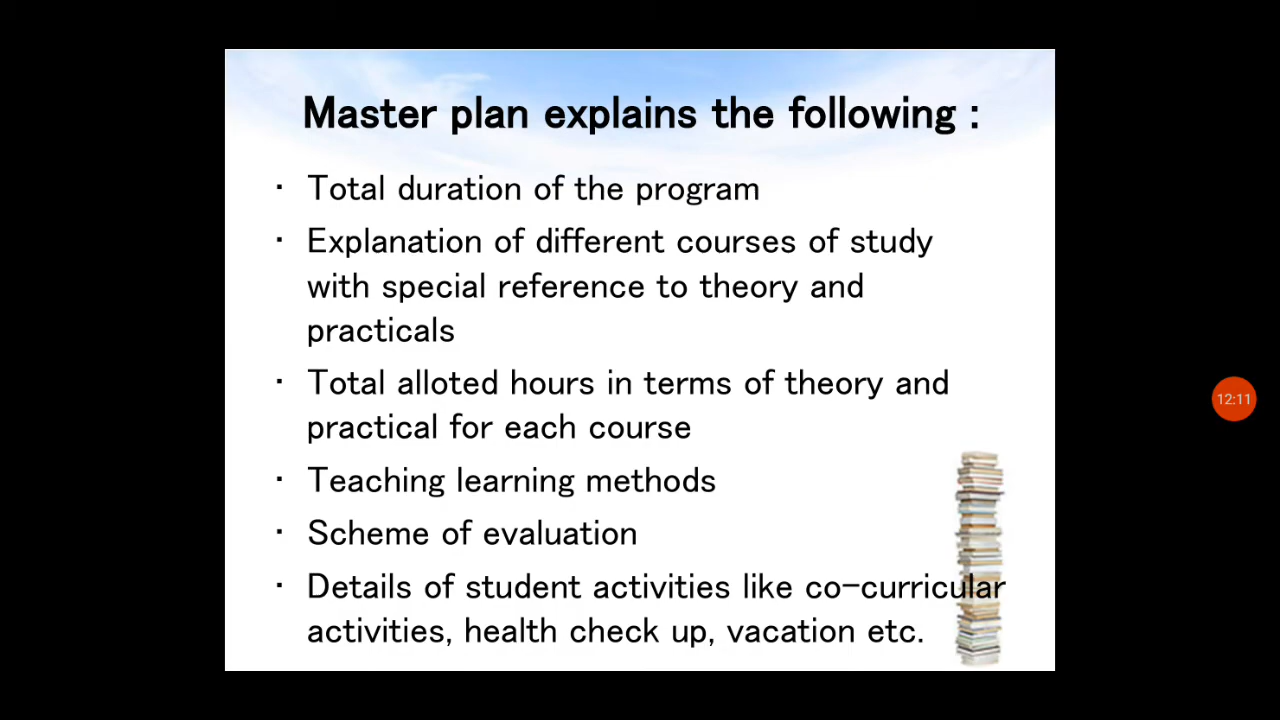 Master plan explains the following :
· Total duration of the program
· Explanation of different courses of study
with special reference to theory and
practicals
· Total alloted hours in terms of theory and
practical for each course
· Teaching learning methods
· Scheme of evaluation
· Details of student activities like co-curricular
activities, health check up, vacation etc.
12:11